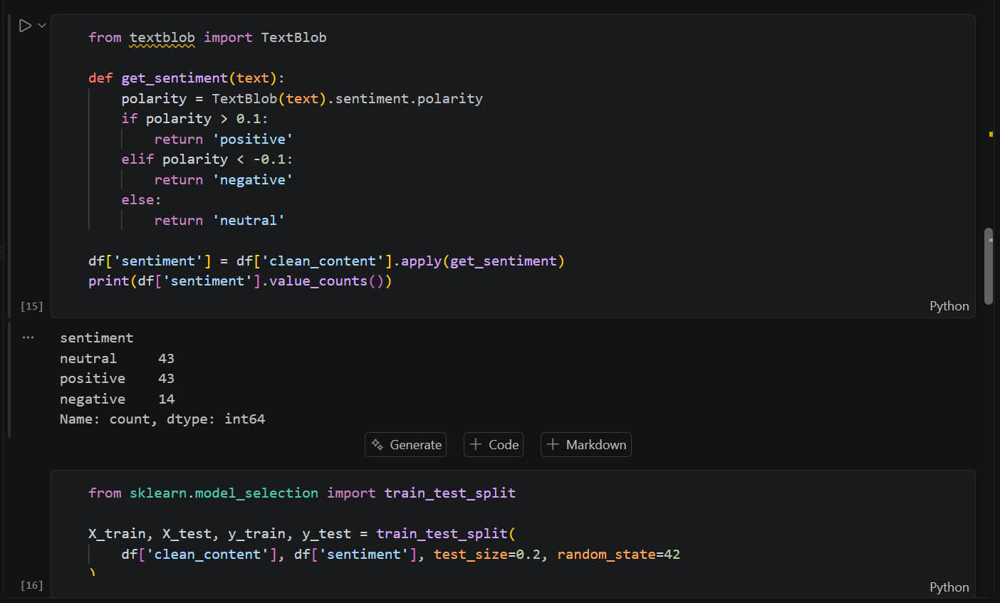 from textblob import TextBlob
def get_sentiment(text):
    polarity = TextBlob(text).sentiment.polarity
    if polarity > 0.1:
        return 'positive'
    elif polarity < -0.1:
        return 'negative'
    else:
        return 'neutral'
df['sentiment'] = df['clean_content'].apply(get_sentiment)
print(df['sentiment'].value_counts())
[15]
Python
sentiment
neutral     43
positive    43
negative    14
Name: count, dtype: int64
Generate
Code
Markdown
from sklearn.model_selection import train_test_split
X_train, X_test, y_train, y_test = train_test_split(
    df['clean_content'], df['sentiment'], test_size=0.2, random_state=42
)
[16]
Python